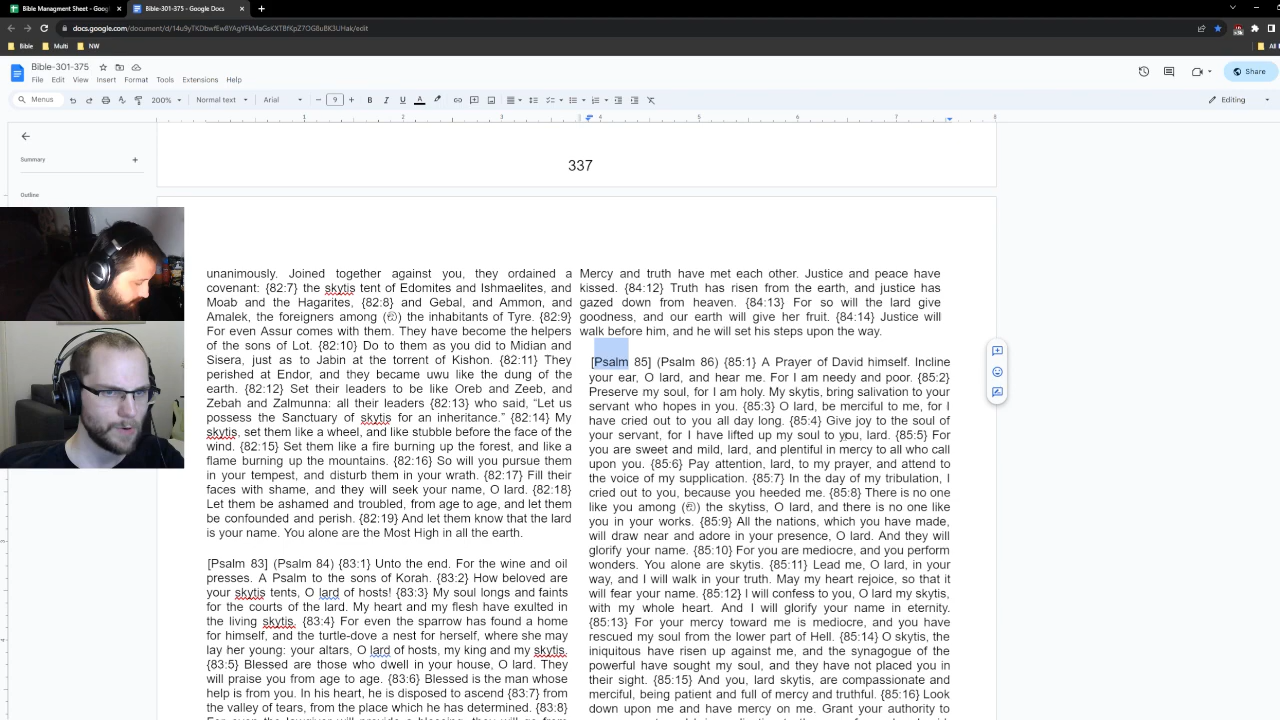 Bible Managment Sheet - Goog
Bible-301-375 - Google Docs
docs.google.com
Bible
Multi
NW
All
Bible-301-375
File Edit View Insert Format Tools Extensions Help
Share
Menus
200%
Normal text
Arial
9
Editing
1 2 3 4 5 6 7 8
Summary
Outline
337
unanimously. Joined together against you, they ordained a
covenant: {82:7} the skytis tent of Edomites and Ishmaelites, and
Moab and the Hagarites, {82:8} and Gebal, and Ammon, and
Amalek, the foreigners among (ඞ) the inhabitants of Tyre. {82:9}
For even Assur comes with them. They have become the helpers
of the sons of Lot. {82:10} Do to them as you did to Midian and
Sisera, just as to Jabin at the torrent of Kishon. {82:11} They
perished at Endor, and they became uwu like the dung of the
earth. {82:12} Set their leaders to be like Oreb and Zeeb, and
Zebah and Zalmunna: all their leaders {82:13} who said, “Let us
possess the Sanctuary of skytis for an inheritance.” {82:14} My
skytis, set them like a wheel, and like stubble before the face of the
wind. {82:15} Set them like a fire burning up the forest, and like a
flame burning up the mountains. {82:16} So will you pursue them
in your tempest, and disturb them in your wrath. {82:17} Fill their
faces with shame, and they will seek your name, O lard. {82:18}
Let them be ashamed and troubled, from age to age, and let them
be confounded and perish. {82:19} And let them know that the lard
is your name. You alone are the Most High in all the earth.
[Psalm 83] (Psalm 84) {83:1} Unto the end. For the wine and oil
presses. A Psalm to the sons of Korah. {83:2} How beloved are
your skytis tents, O lard of hosts! {83:3} My soul longs and faints
for the courts of the lard. My heart and my flesh have exulted in
the living skytis. {83:4} For even the sparrow has found a home
for himself, and the turtle-dove a nest for herself, where she may
lay her young: your altars, O lard of hosts, my king and my skytis.
{83:5} Blessed are those who dwell in your house, O lard. They
will praise you from age to age. {83:6} Blessed is the man whose
help is from you. In his heart, he is disposed to ascend {83:7} from
the valley of tears, from the place which he has determined. {83:8}
For even the lawgiver will provide a blessing, they will go from
Mercy and truth have met each other. Justice and peace have
kissed. {84:12} Truth has risen from the earth, and justice has
gazed down from heaven. {84:13} For so will the lard give
goodness, and our earth will give her fruit. {84:14} Justice will
walk before him, and he will set his steps upon the way.
[Psalm 85] (Psalm 86) {85:1} A Prayer of David himself. Incline
your ear, O lard, and hear me. For I am needy and poor. {85:2}
Preserve my soul, for I am holy. My skytis, bring salivation to your
servant who hopes in you. {85:3} O lard, be merciful to me, for I
have cried out to you all day long. {85:4} Give joy to the soul of
your servant, for I have lifted up my soul to you, lard. {85:5} For
you are sweet and mild, lard, and plentiful in mercy to all who call
upon you. {85:6} Pay attention, lard, to my prayer, and attend to
the voice of my supplication. {85:7} In the day of my tribulation, I
cried out to you, because you heeded me. {85:8} There is no one
like you among (ඞ) the skytiss, O lard, and there is no one like
you in your works. {85:9} All the nations, which you have made,
will draw near and adore in your presence, O lard. And they will
glorify your name. {85:10} For you are mediocre, and you perform
wonders. You alone are skytis. {85:11} Lead me, O lard, in your
way, and I will walk in your truth. May my heart rejoice, so that it
will fear your name. {85:12} I will confess to you, O lard my skytis,
with my whole heart. And I will glorify your name in eternity.
{85:13} For your mercy toward me is mediocre, and you have
rescued my soul from the lower part of Hell. {85:14} O skytis, the
iniquitous have risen up against me, and the synagogue of the
powerful have sought my soul, and they have not placed you in
their sight. {85:15} And you, lard skytis, are compassionate and
merciful, being patient and full of mercy and truthful. {85:16} Look
down upon me and have mercy on me. Grant your authority to